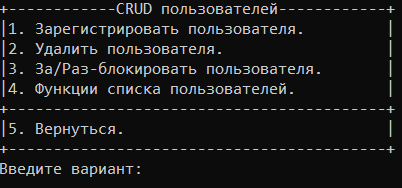 +------------CRUD пользователей------------+
|1. Зарегистрировать пользователя.         |
|2. Удалить пользователя.                  |
|3. За/Раз-блокировать пользователя.       |
|4. Функции списка пользователей.          |
+------------------------------------------+
|5. Вернуться.                             |
+------------------------------------------+
Введите вариант: